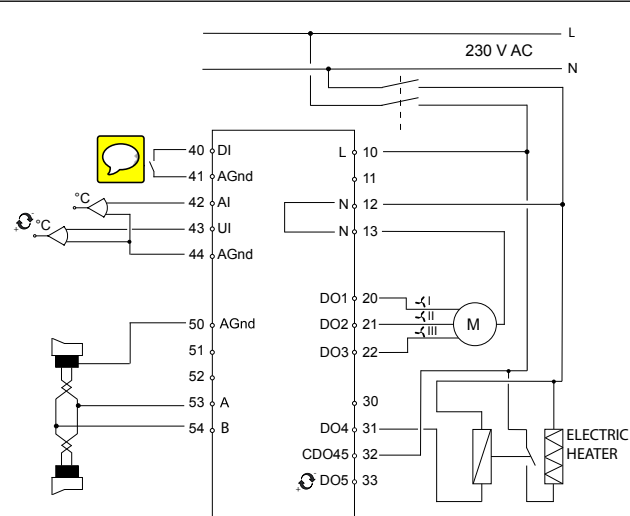 L
230 V AC
N
40 DI
L 10
41 AGnd
11
°C
42 AI
N 12
°C
43 UI
N 13
44 AGnd
DO1 20
I
50 AGnd
DO2 21
II
M
51
DO3 22
III
52
53 A
30
54 B
DO4 31
ELECTRIC
HEATER
CDO45 32
DO5 33